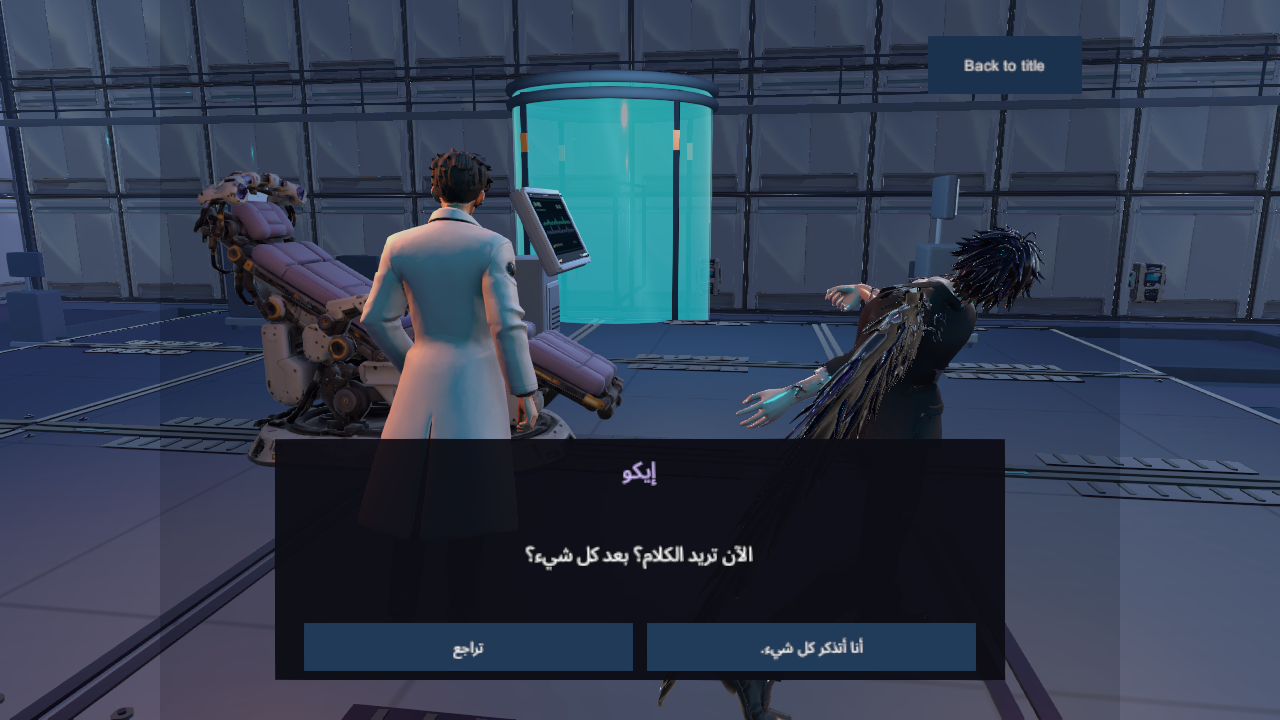 Back to title
إيكو
الآن تريد الكلام؟ بعد كل شيء؟
أنا أتذكر كل شيء.
تراجع